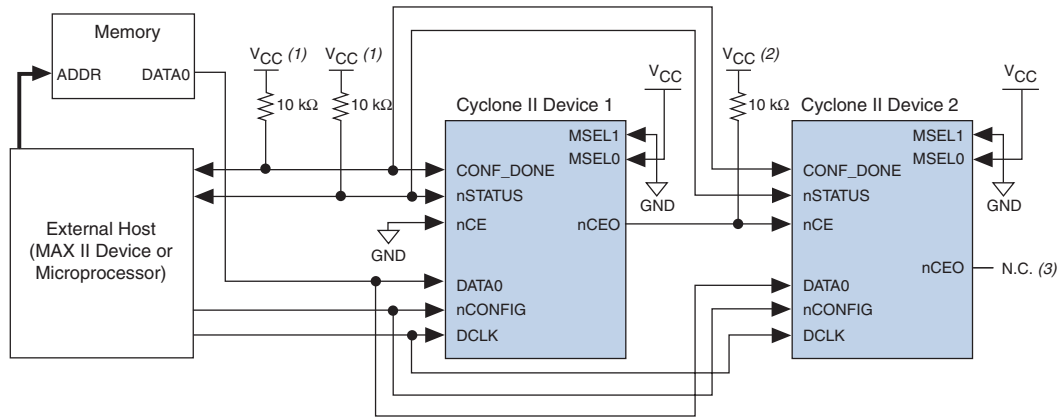 Memory
ADDR DATA0
VCC (1)
10 kΩ
VCC (1)
10 kΩ
External Host
(MAX II Device or
Microprocessor)
Cyclone II Device 1
VCC
MSEL1
MSEL0
CONF_DONE
nSTATUS
nCE
nCEO
DATA0
nCONFIG
DCLK
GND
GND
VCC (2)
10 kΩ
Cyclone II Device 2
VCC
MSEL1
MSEL0
CONF_DONE
nSTATUS
nCE
nCEO
N.C. (3)
DATA0
nCONFIG
DCLK
GND